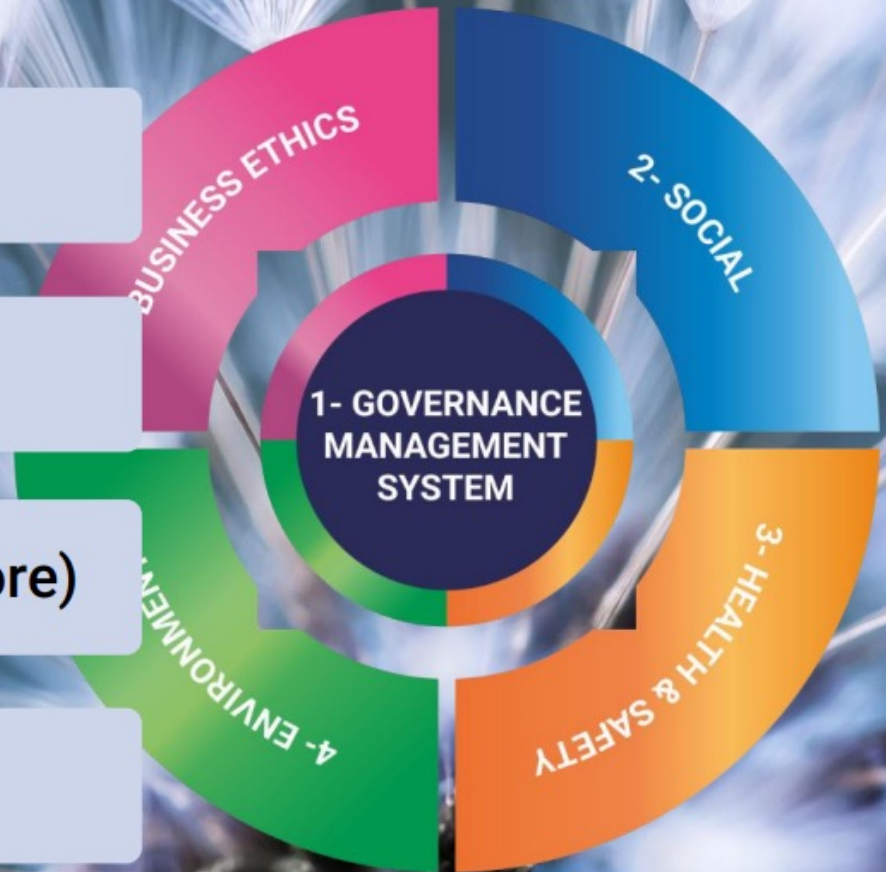 BUSINESS ETHICS
2- SOCIAL
1- GOVERNANCE
MANAGEMENT
SYSTEM
ore)
3- HEALTH & SAFETY
4- ENVIRONMENT